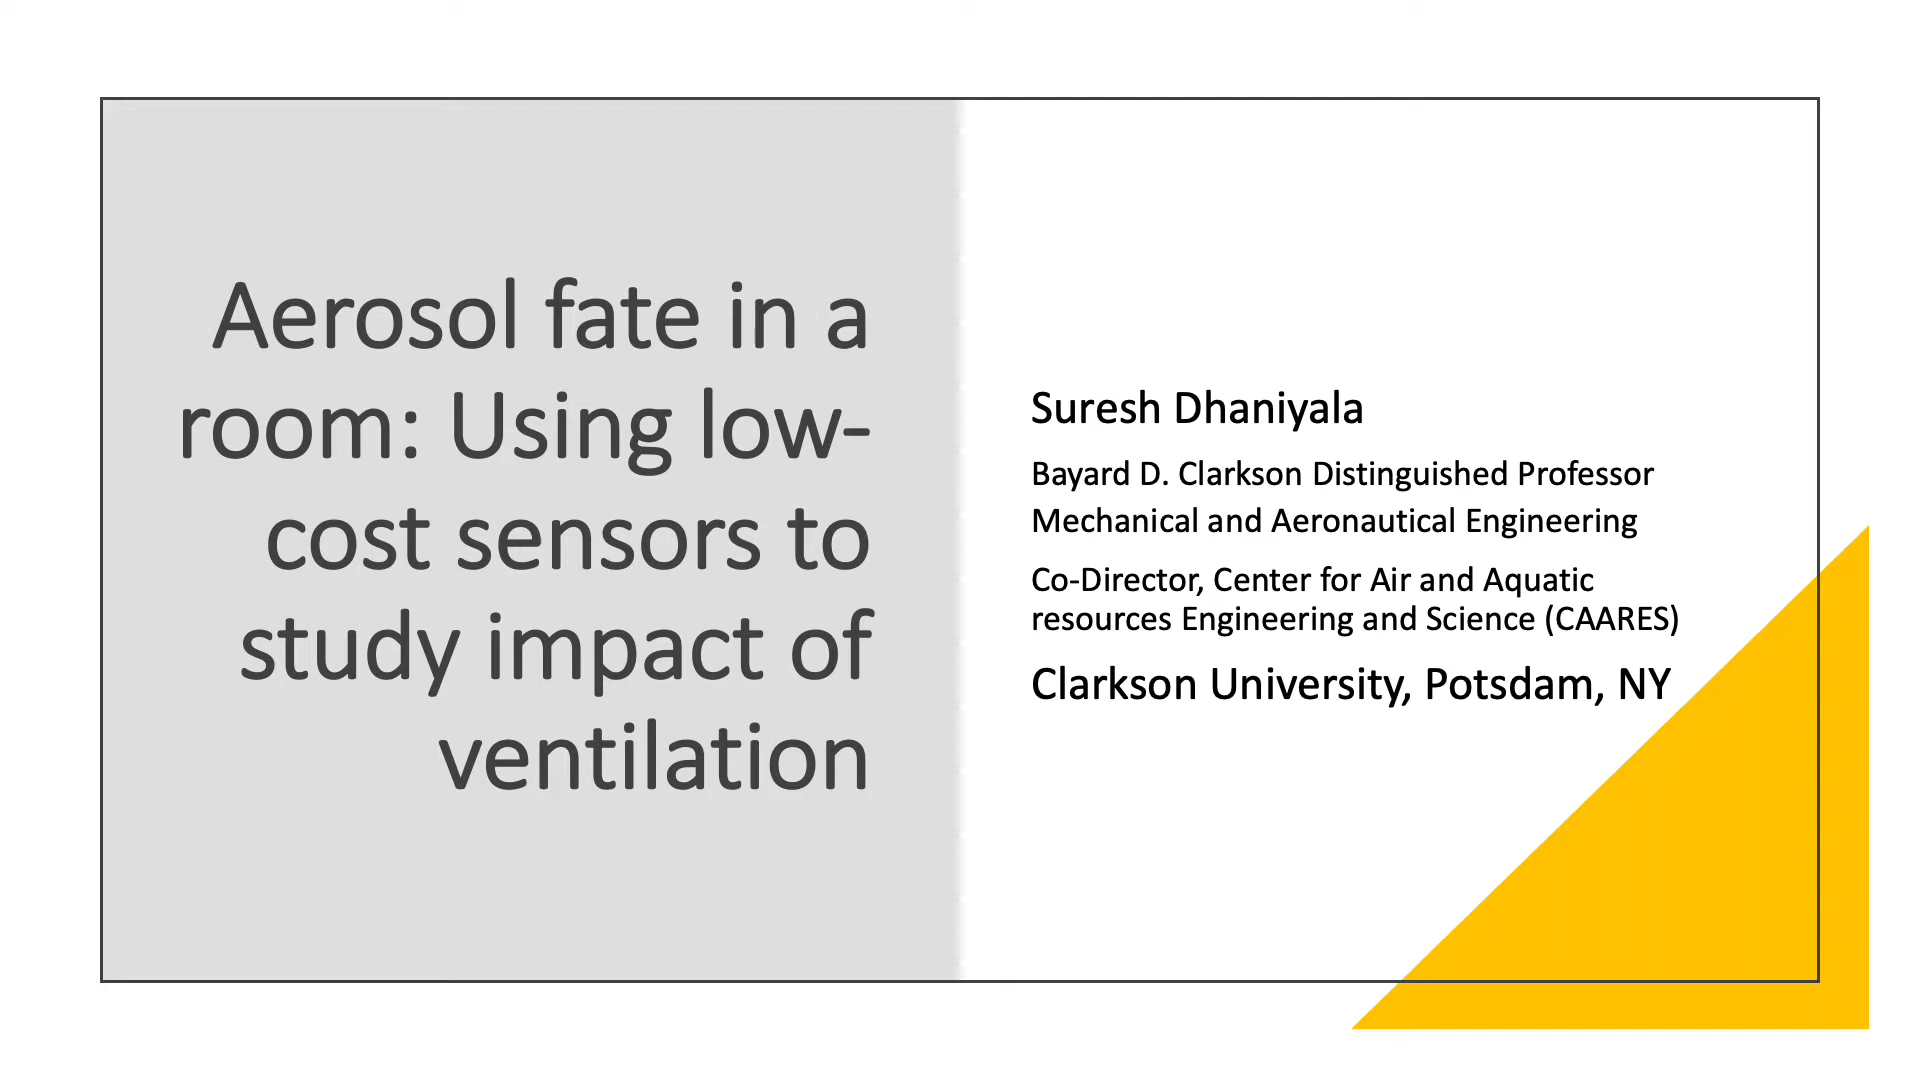 Aerosol fate in a
room: Using low-
cost sensors to
study impact of
ventilation
Suresh Dhaniyala
Bayard D. Clarkson Distinguished Professor
Mechanical and Aeronautical Engineering
Co-Director, Center for Air and Aquatic
resources Engineering and Science (CAARES)
Clarkson University, Potsdam, NY